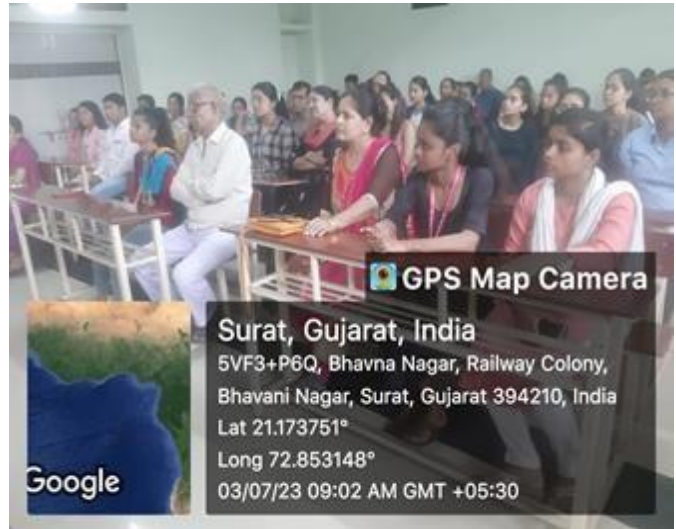 GPS Map Camera
Surat, Gujarat, India
5VF3+P6Q, Bhavna Nagar, Railway Colony,
Bhavani Nagar, Surat, Gujarat 394210, India
Lat 21.173751°
Long 72.853148°
03/07/23 09:02 AM GMT +05:30
Google